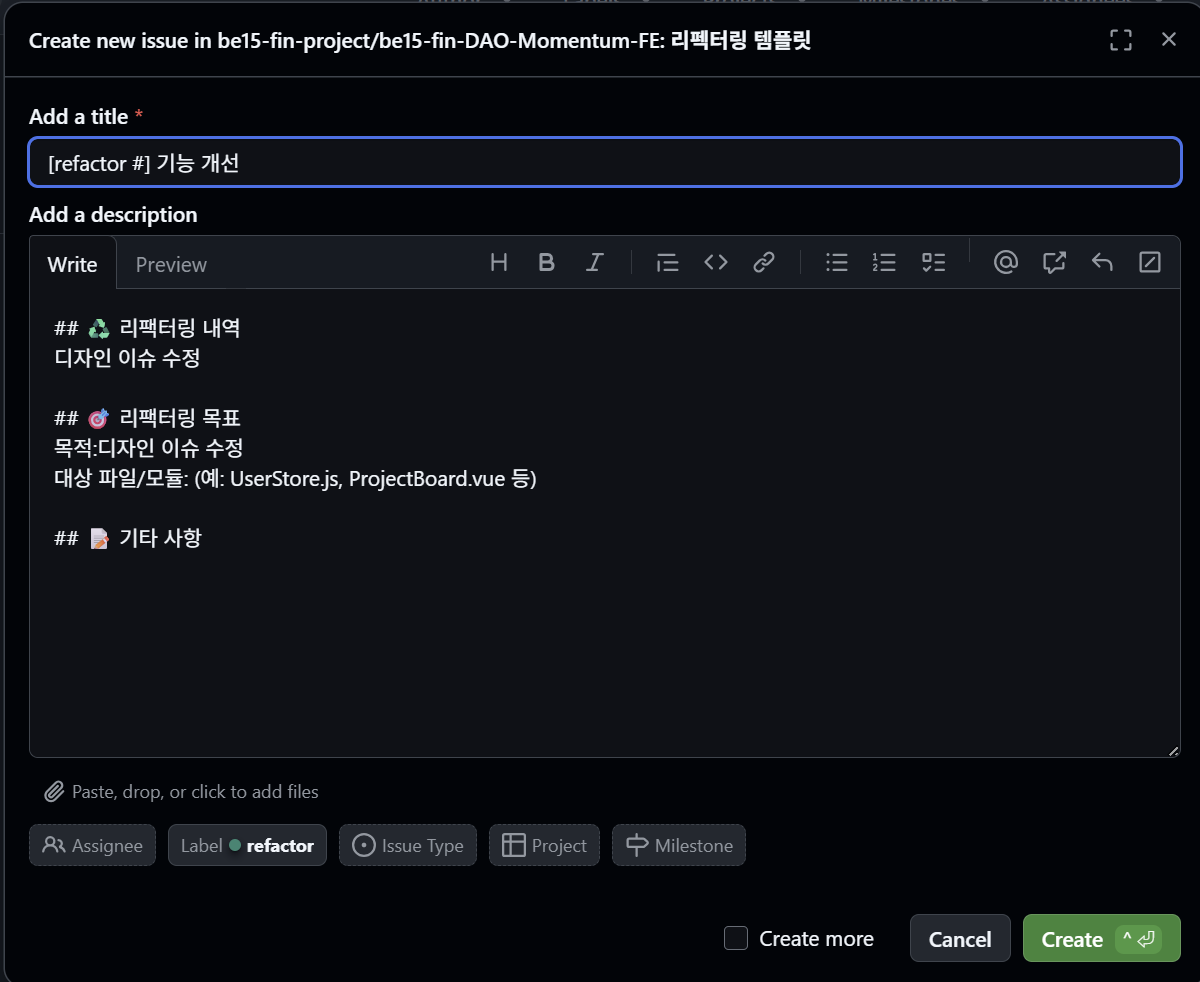 Create new issue in be15-fin-project/be15-fin-DAO-Momentum-FE: 리펙터링 템플릿
Add a title *
[refactor #] 기능 개선
Add a description
Write Preview
## ♻️ 리팩터링 내역
디자인 이슈 수정
## 🎯 리팩터링 목표
목적:디자인 이슈 수정
대상 파일/모듈: (예: UserStore.js, ProjectBoard.vue 등)
## 📝 기타 사항
Paste, drop, or click to add files
Assignee Label refactor Issue Type Project Milestone
Create more Cancel Create ^ ⏎